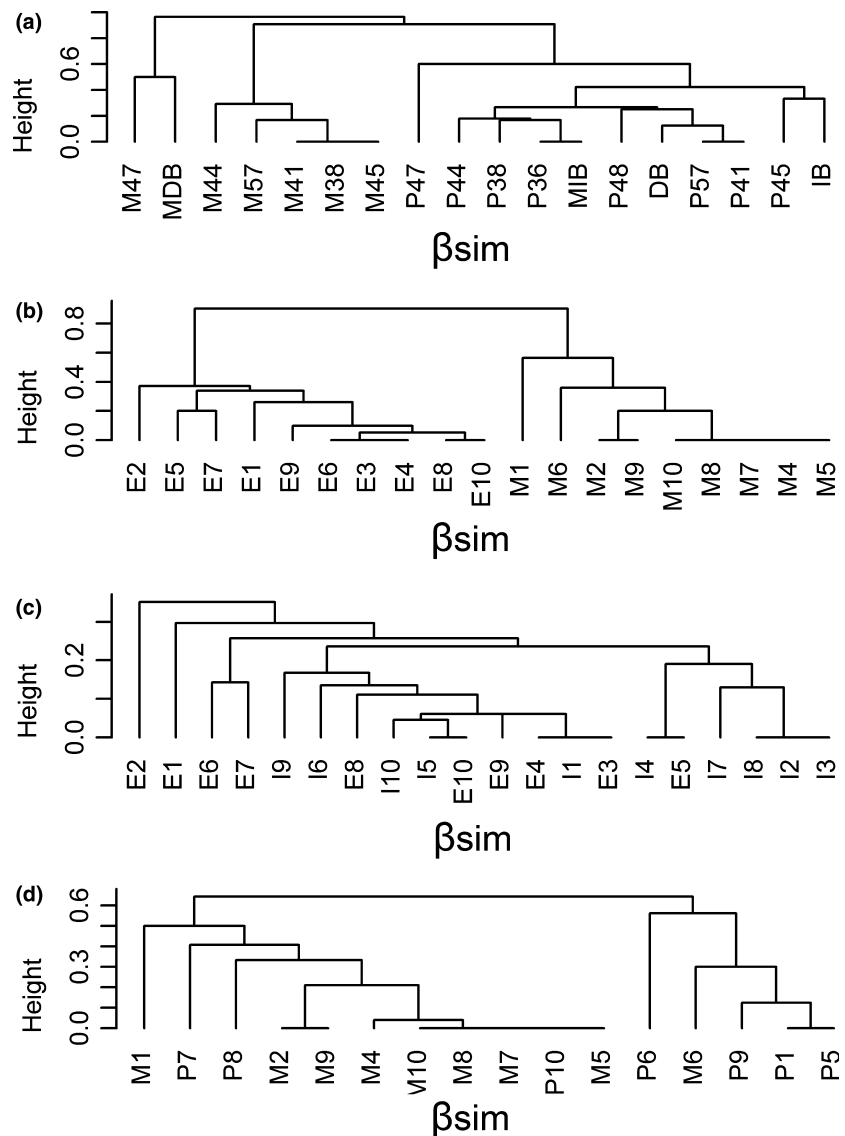 (a)
Height
0.0 0.6
M47 MDB M44 M57 M41 M38 M45 P47 P44 P38 P36 MIB P48 DB P57 P41 P45 IB
βsim
(b)
Height
0.0 0.4 0.8
E2 E5 E7 E1 E9 E6 E3 E4 E8 E10 M1 M6 M2 M9 M10 M8 M7 M4 M5
βsim
(c)
Height
0.0 0.2
E2 E1 E6 E7 I9 I6 E8 I10 I5 E10 E9 E4 I1 E3 I4 E5 I7 I8 I2 I3
βsim
(d)
Height
0.0 0.3 0.6
M1 P7 P8 M2 M9 M4 M10 M8 M7 P10 M5 P6 M6 P9 P1 P5
βsim